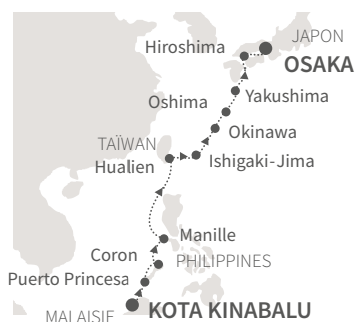 JAPON
Hiroshima
OSAKA
Oshima
Yakushima
Okinawa
TAÏWAN
Hualien
Ishigaki-Jima
Manille
Coron
PHILIPPINES
Puerto Princesa
KOTA KINABALU
MALAISIE